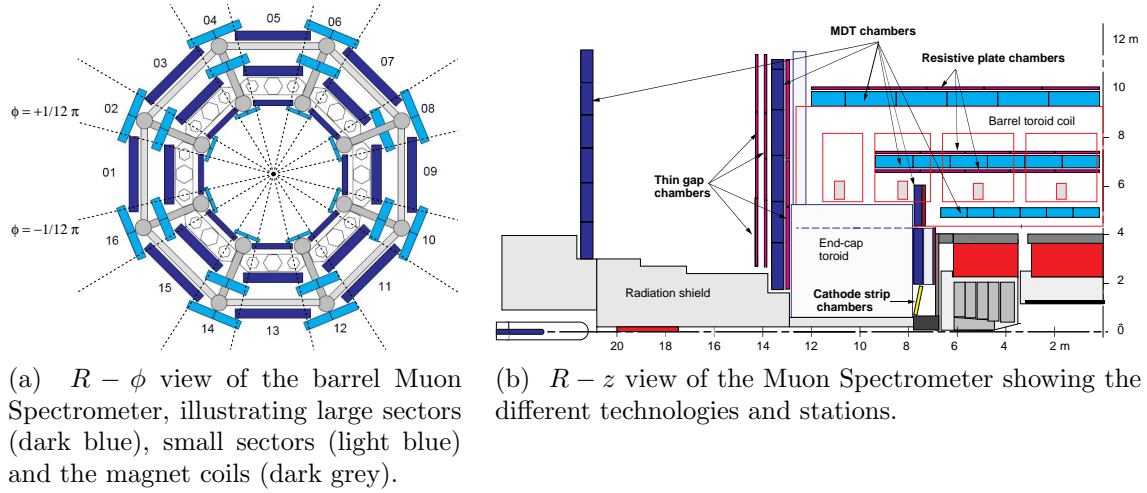 04
05
06
03
07
02
08
ϕ = +1/12 π
01
09
ϕ = −1/12 π
16
10
15
11
14
12
13
MDT chambers
12 m
Resistive plate chambers
10
Barrel toroid coil
8
Thin gap
chambers
6
4
End-cap
toroid
Radiation shield
Cathode strip
chambers
2
0
20 18 16 14 12 10 8 6 4 2 m
(a) R − ϕ view of the barrel Muon
Spectrometer, illustrating large sectors
(dark blue), small sectors (light blue)
and the magnet coils (dark grey).
(b) R − z view of the Muon Spectrometer showing the
different technologies and stations.